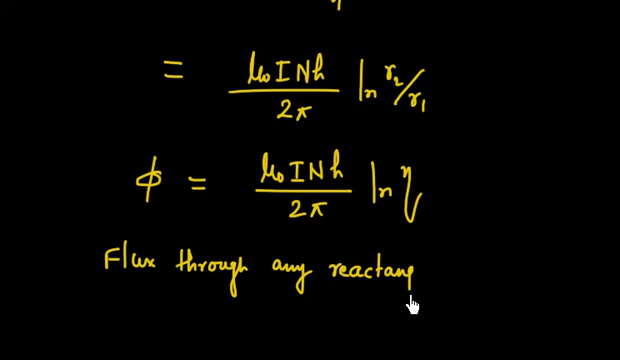 = μ₀INh/2π ln r₂/r₁
ϕ = μ₀INh/2π ln η
Flux through any reactang